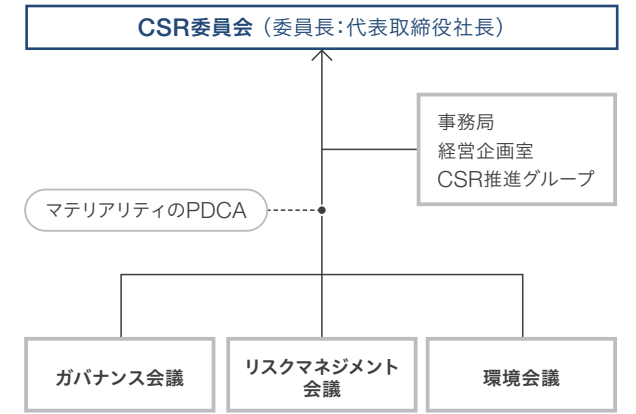 CSR委員会（委員長：代表取締役社長）
事務局
経営企画室
CSR推進グループ
マテリアリティのPDCA
ガバナンス会議
リスクマネジメント
会議
環境会議